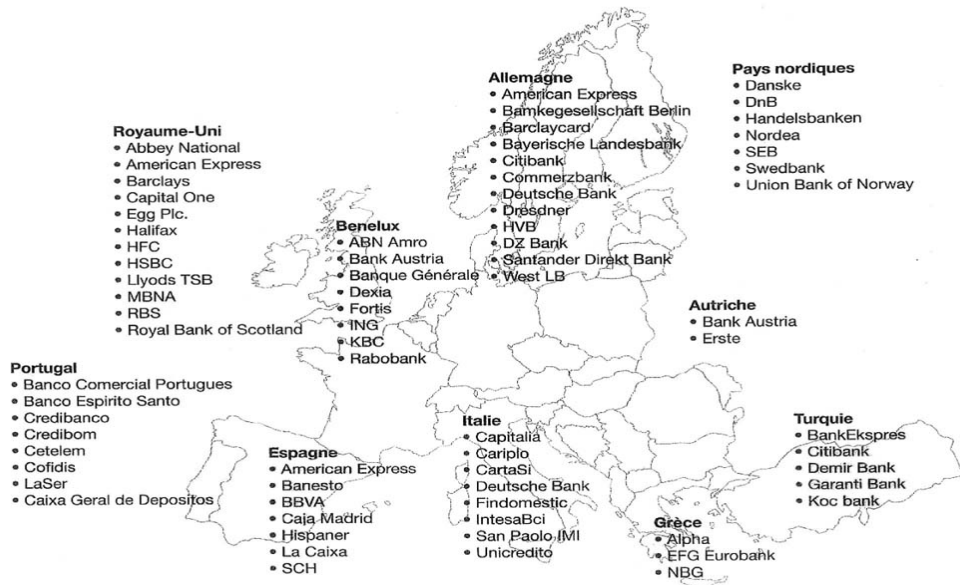 Allemagne
• American Express
• Bamkegesellschaft Berlin
• Barclaycard
• Bayerische Landesbank
• Citibank
• Commerzbank
• Deutsche Bank
• Dresdner
• HVB
• DZ Bank
• Santander Direkt Bank
• West LB
Pays nordiques
• Danske
• DnB
• Handelsbanken
• Nordea
• SEB
• Swedbank
• Union Bank of Norway
Royaume-Uni
• Abbey National
• American Express
• Barclays
• Capital One
• Egg Plc.
• Halifax
• HFC
• HSBC
• Llyods TSB
• MBNA
• RBS
• Royal Bank of Scotland
Benelux
• ABN Amro
• Bank Austria
• Banque Générale
• Dexia
• Fortis
• ING
• KBC
• Rabobank
Autriche
• Bank Austria
• Erste
Portugal
• Banco Comercial Portugues
• Banco Espirito Santo
• Credibanco
• Credibom
• Cetelem
• Cofidis
• LaSer
• Caixa Geral de Depositos
Espagne
• American Express
• Banesto
• BBVA
• Caja Madrid
• Hispaner
• La Caixa
• SCH
Italie
• Capitalia
• Cariplo
• CartaSi
• Deutsche Bank
• Findomestic
• IntesaBci
• San Paolo IMI
• Unicredito
Turquie
• BankEkspres
• Citibank
• Demir Bank
• Garanti Bank
• Koc bank
Grèce
• Alpha
• EFG Eurobank
• NBG